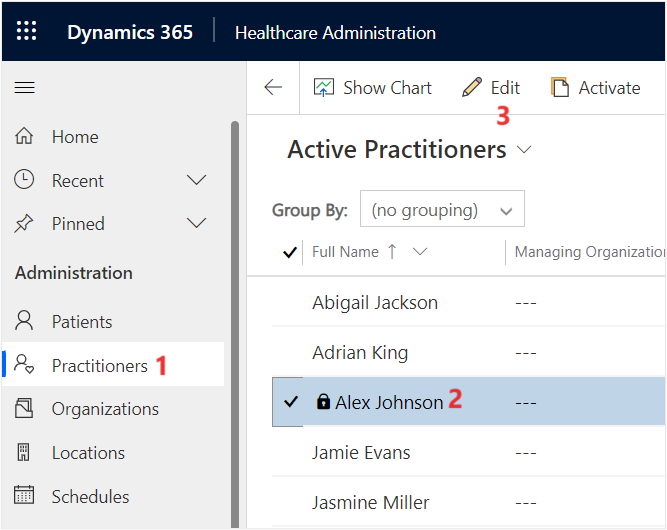 Dynamics 365 Healthcare Administration
Show Chart Edit Activate
3
Home
Recent
Pinned
Administration
Patients
Practitioners 1
Organizations
Locations
Schedules
Active Practitioners
Group By: (no grouping)
Full Name ↑ Managing Organization
Abigail Jackson ---
Adrian King ---
Alex Johnson 2 ---
Jamie Evans ---
Jasmine Miller ---